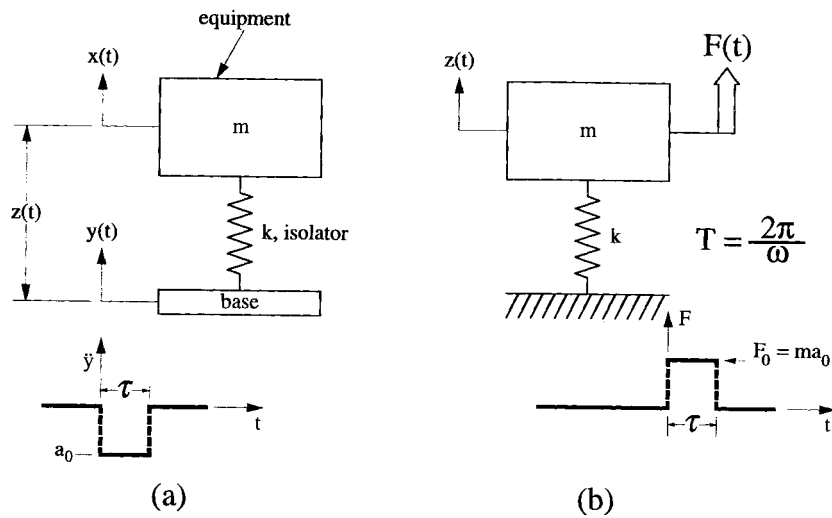 equipment
x(t)
m
z(t)
y(t)
k, isolator
base
ÿ
τ
t
a₀
(a)
z(t)
F(t)
m
k
T = 2π/ω
F
F₀ = ma₀
τ
t
(b)